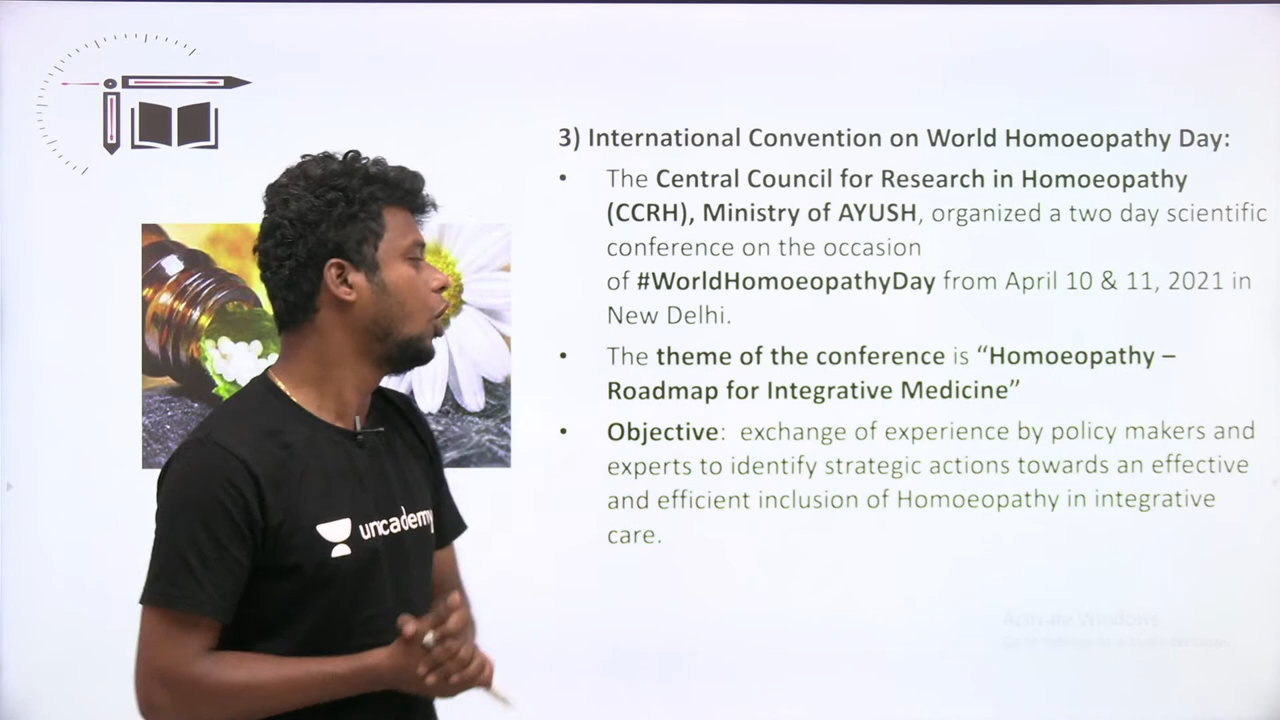 3) International Convention on World Homoeopathy Day:
• The Central Council for Research in Homoeopathy
(CCRH), Ministry of AYUSH, organized a two day scientific
conference on the occasion
of #WorldHomoeopathyDay from April 10 & 11, 2021 in
New Delhi.
• The theme of the conference is “Homoeopathy –
Roadmap for Integrative Medicine”
• Objective: exchange of experience by policy makers and
experts to identify strategic actions towards an effective
and efficient inclusion of Homoeopathy in integrative
care.
unacademy
Activate Windows